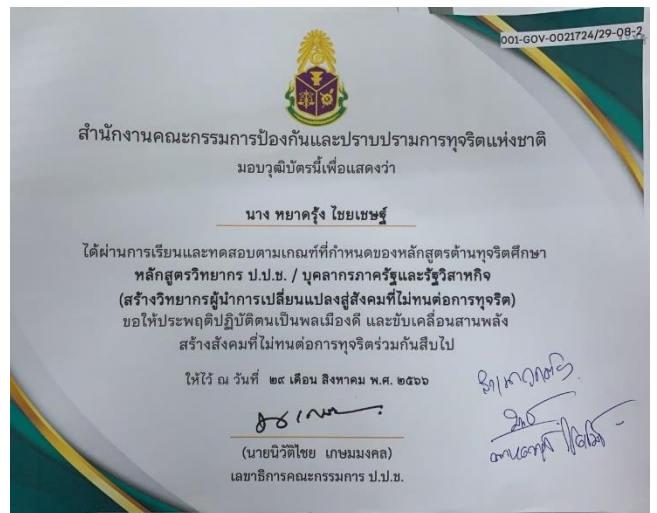 001-GOV-0021724/29-08-2
สำนักงานคณะกรรมการป้องกันและปราบปรามการทุจริตแห่งชาติ
มอบวุฒิบัตรนี้เพื่อแสดงว่า
นาง หยาดรุ้ง ไชยเชษฐ์
ได้ผ่านการเรียนและทดสอบตามเกณฑ์ที่กำหนดของหลักสูตรต้านทุจริตศึกษา
หลักสูตรวิทยากร ป.ป.ช. / บุคลากรภาครัฐและรัฐวิสาหกิจ
(สร้างวิทยากรผู้นำการเปลี่ยนแปลงสู่สังคมที่ไม่ทนต่อการทุจริต)
ขอให้ประพฤติปฏิบัติตนเป็นพลเมืองดี และขับเคลื่อนสานพลัง
สร้างสังคมที่ไม่ทนต่อการทุจริตร่วมกันสืบไป
ให้ไว้ ณ วันที่ ๒๙ เดือน สิงหาคม พ.ศ. ๒๕๖๖
(นายนิวัติไชย เกษมมงคล)
เลขาธิการคณะกรรมการ ป.ป.ช.